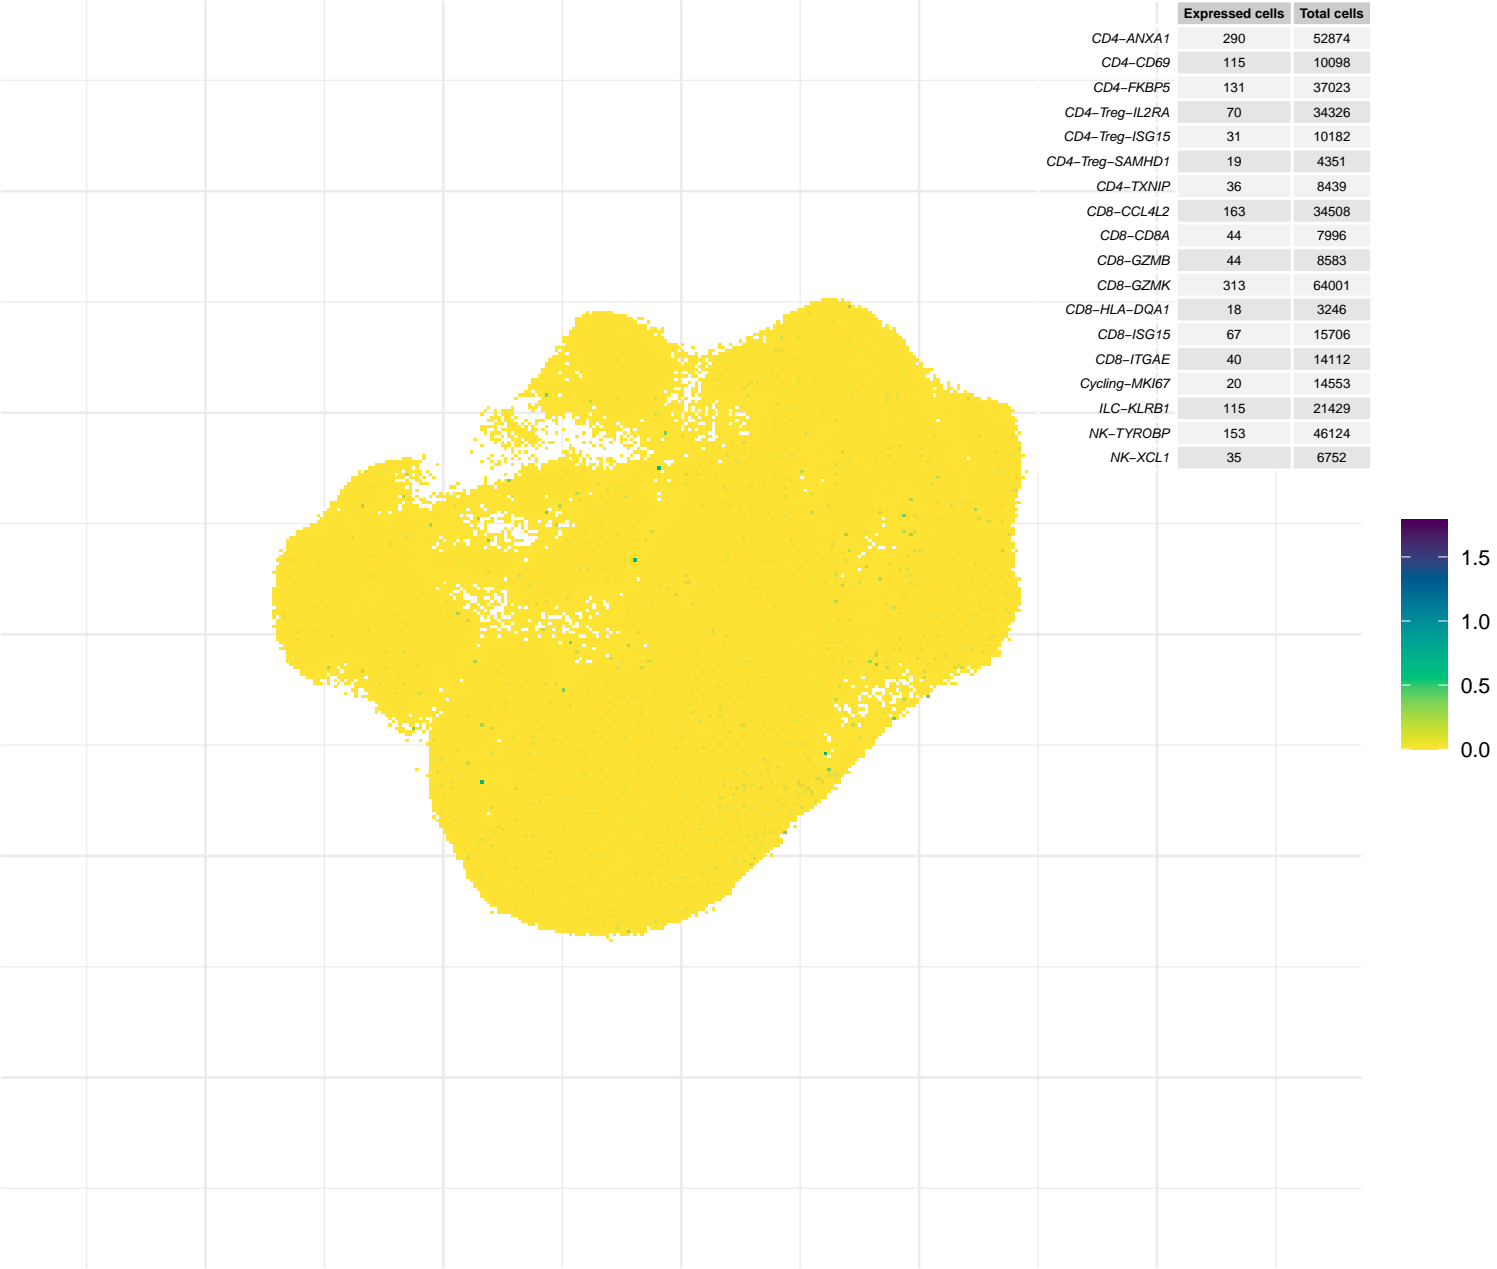 Expressed cells Total cells
CD4−ANXA1 290 52874
CD4−CD69 115 10098
CD4−FKBP5 131 37023
CD4−Treg−IL2RA 70 34326
CD4−Treg−ISG15 31 10182
CD4−Treg−SAMHD1 19 4351
CD4−TXNIP 36 8439
CD8−CCL4L2 163 34508
CD8−CD8A 44 7996
CD8−GZMB 44 8583
CD8−GZMK 313 64001
CD8−HLA−DQA1 18 3246
CD8−ISG15 67 15706
CD8−ITGAE 40 14112
Cycling−MKI67 20 14553
ILC−KLRB1 115 21429
NK−TYROBP 153 46124
NK−XCL1 35 6752
1.5
1.0
0.5
0.0